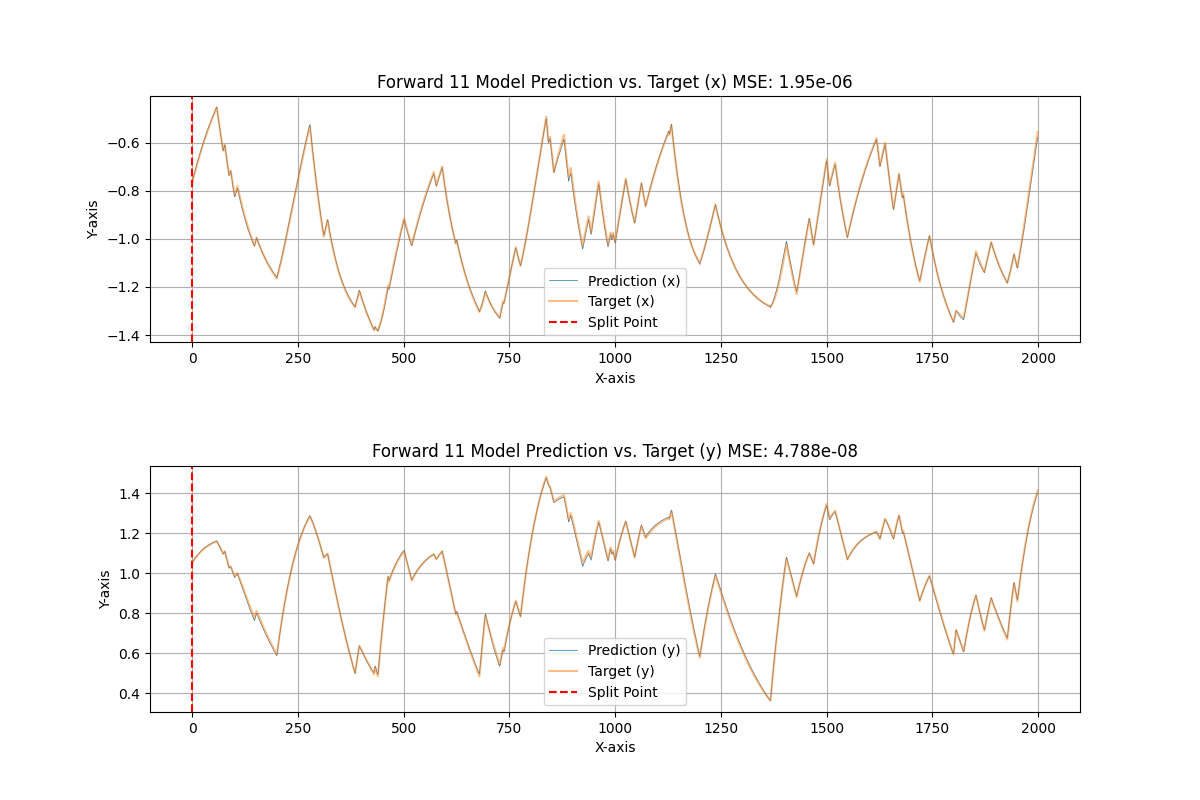 Forward 11 Model Prediction vs. Target (x) MSE: 1.95e-06
Y-axis
−0.6
−0.8
−1.0
−1.2
−1.4
Prediction (x)
Target (x)
Split Point
0 250 500 750 1000 1250 1500 1750 2000
X-axis
Forward 11 Model Prediction vs. Target (y) MSE: 4.788e-08
Y-axis
1.4
1.2
1.0
0.8
0.6
0.4
Prediction (y)
Target (y)
Split Point
0 250 500 750 1000 1250 1500 1750 2000
X-axis